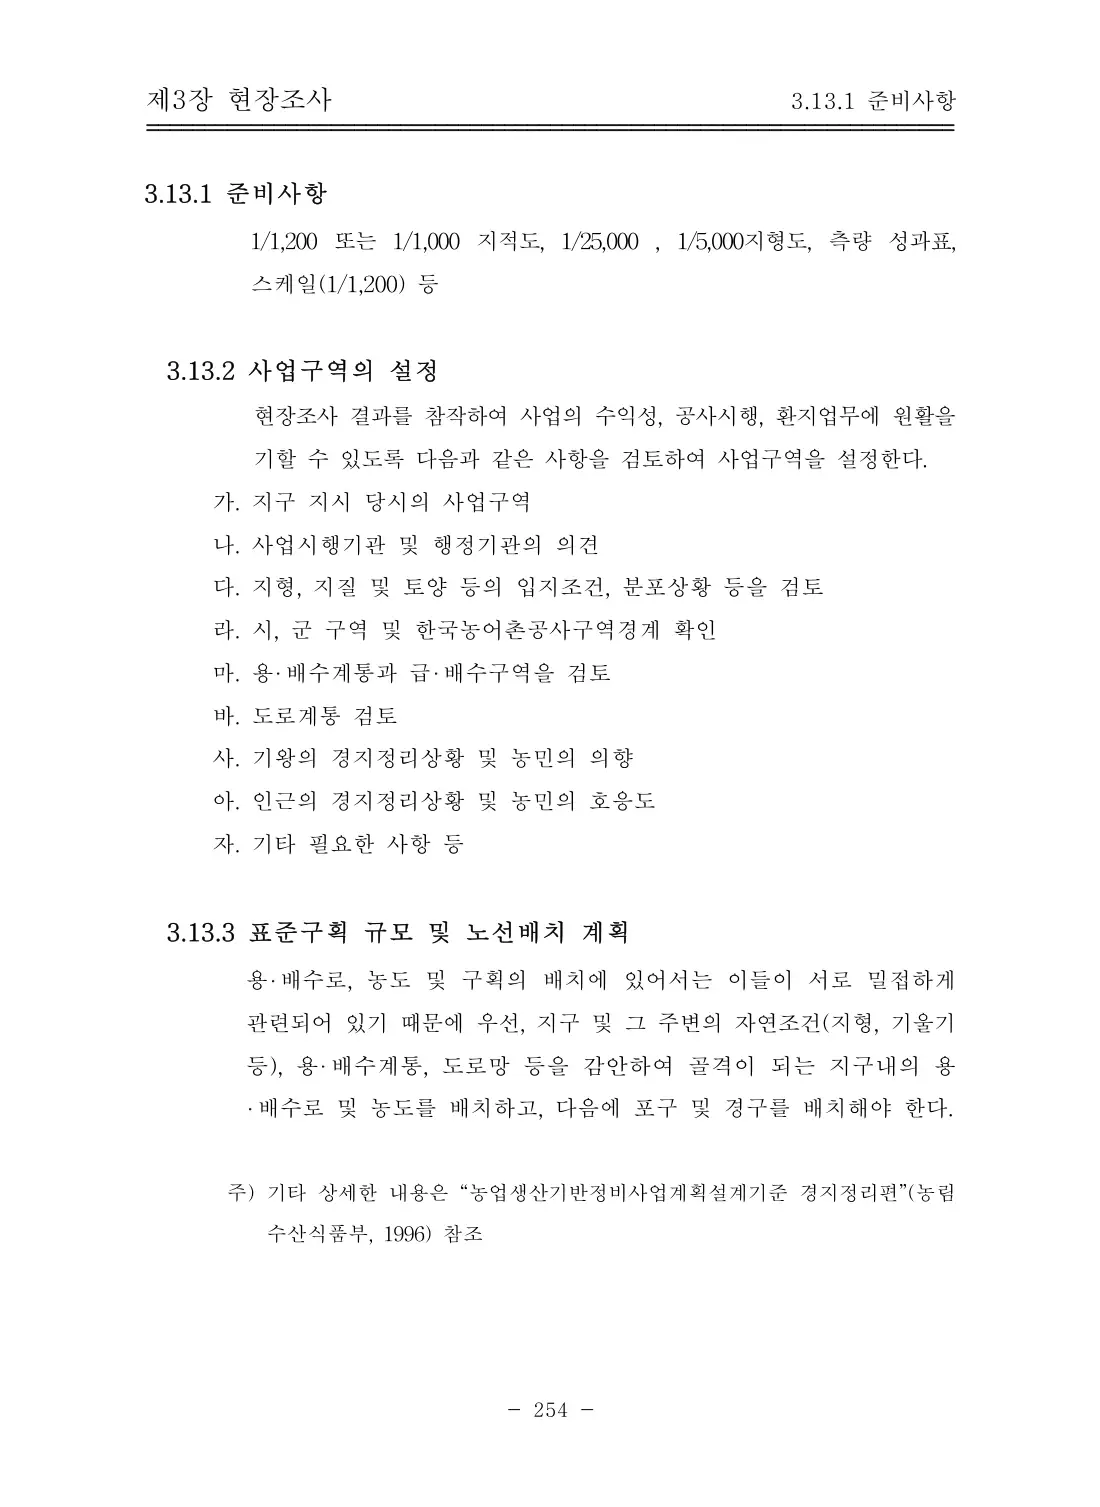 제3장 현장조사
3.13.1 준비사항
3.13.1 준비사항
1/1,200 또는 1/1,000 지적도, 1/25,000 , 1/5,000지형도, 측량 성과표,
스케일(1/1,200) 등
3.13.2 사업구역의 설정
현장조사 결과를 참작하여 사업의 수익성, 공사시행, 환지업무에 원활을
기할 수 있도록 다음과 같은 사항을 검토하여 사업구역을 설정한다.
가. 지구 지시 당시의 사업구역
나. 사업시행기관 및 행정기관의 의견
다. 지형, 지질 및 토양 등의 입지조건, 분포상황 등을 검토
라. 시, 군 구역 및 한국농어촌공사구역경계 확인
마. 용·배수계통과 급·배수구역을 검토
바. 도로계통 검토
사. 기왕의 경지정리상황 및 농민의 의향
아. 인근의 경지정리상황 및 농민의 호응도
자. 기타 필요한 사항 등
3.13.3 표준구획 규모 및 노선배치 계획
용·배수로, 농도 및 구획의 배치에 있어서는 이들이 서로 밀접하게
관련되어 있기 때문에 우선, 지구 및 그 주변의 자연조건(지형, 기울기
등), 용·배수계통, 도로망 등을 감안하여 골격이 되는 지구내의 용
·배수로 및 농도를 배치하고, 다음에 포구 및 경구를 배치해야 한다.
주) 기타 상세한 내용은 “농업생산기반정비사업계획설계기준 경지정리편”(농림
수산식품부, 1996) 참조
- 254 -